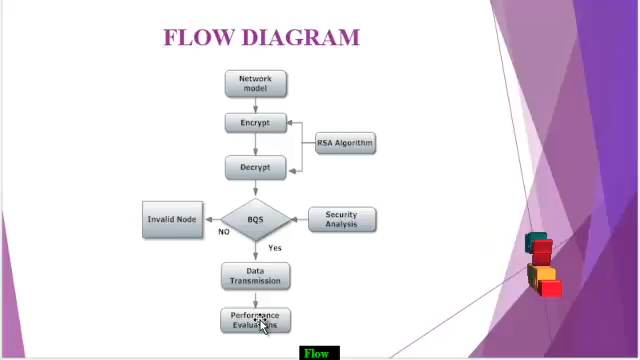 FLOW DIAGRAM
Network
model
Encrypt
RSA Algorithm
Decrypt
Invalid Node
BQS
Security
Analysis
NO
Yes
Data
Transmission
Performance
Evaluations
Flow